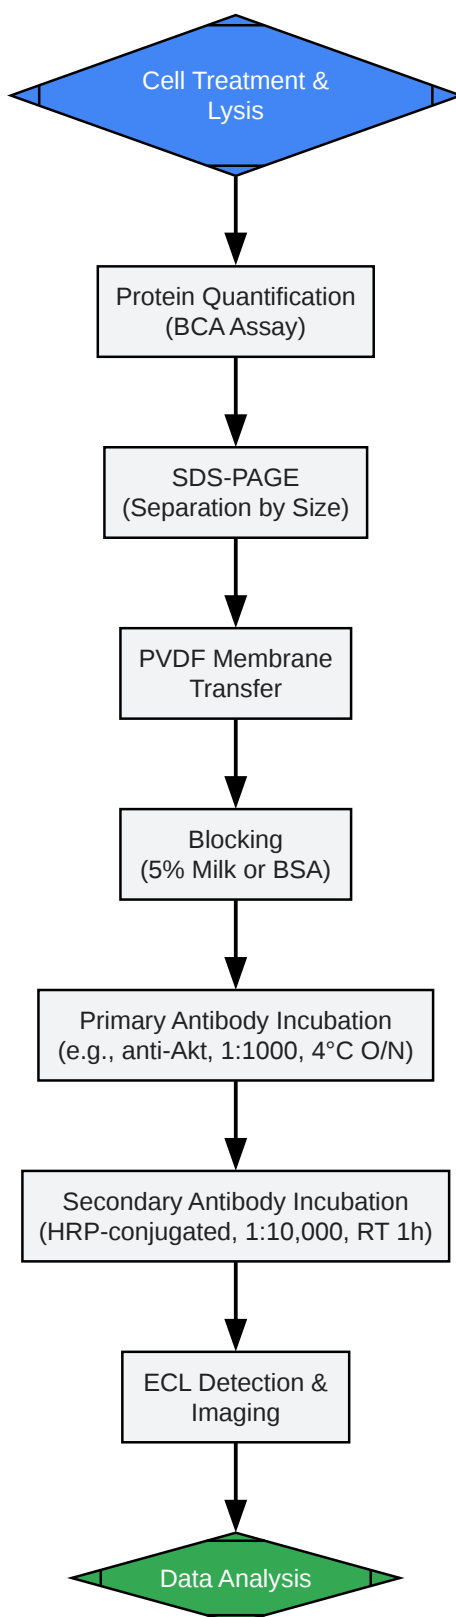 Cell Treatment &
Lysis
Protein Quantification
(BCA Assay)
SDS-PAGE
(Separation by Size)
PVDF Membrane
Transfer
Blocking
(5% Milk or BSA)
Primary Antibody Incubation
(e.g., anti-Akt, 1:1000, 4°C O/N)
Secondary Antibody Incubation
(HRP-conjugated, 1:10,000, RT 1h)
ECL Detection &
Imaging
Data Analysis